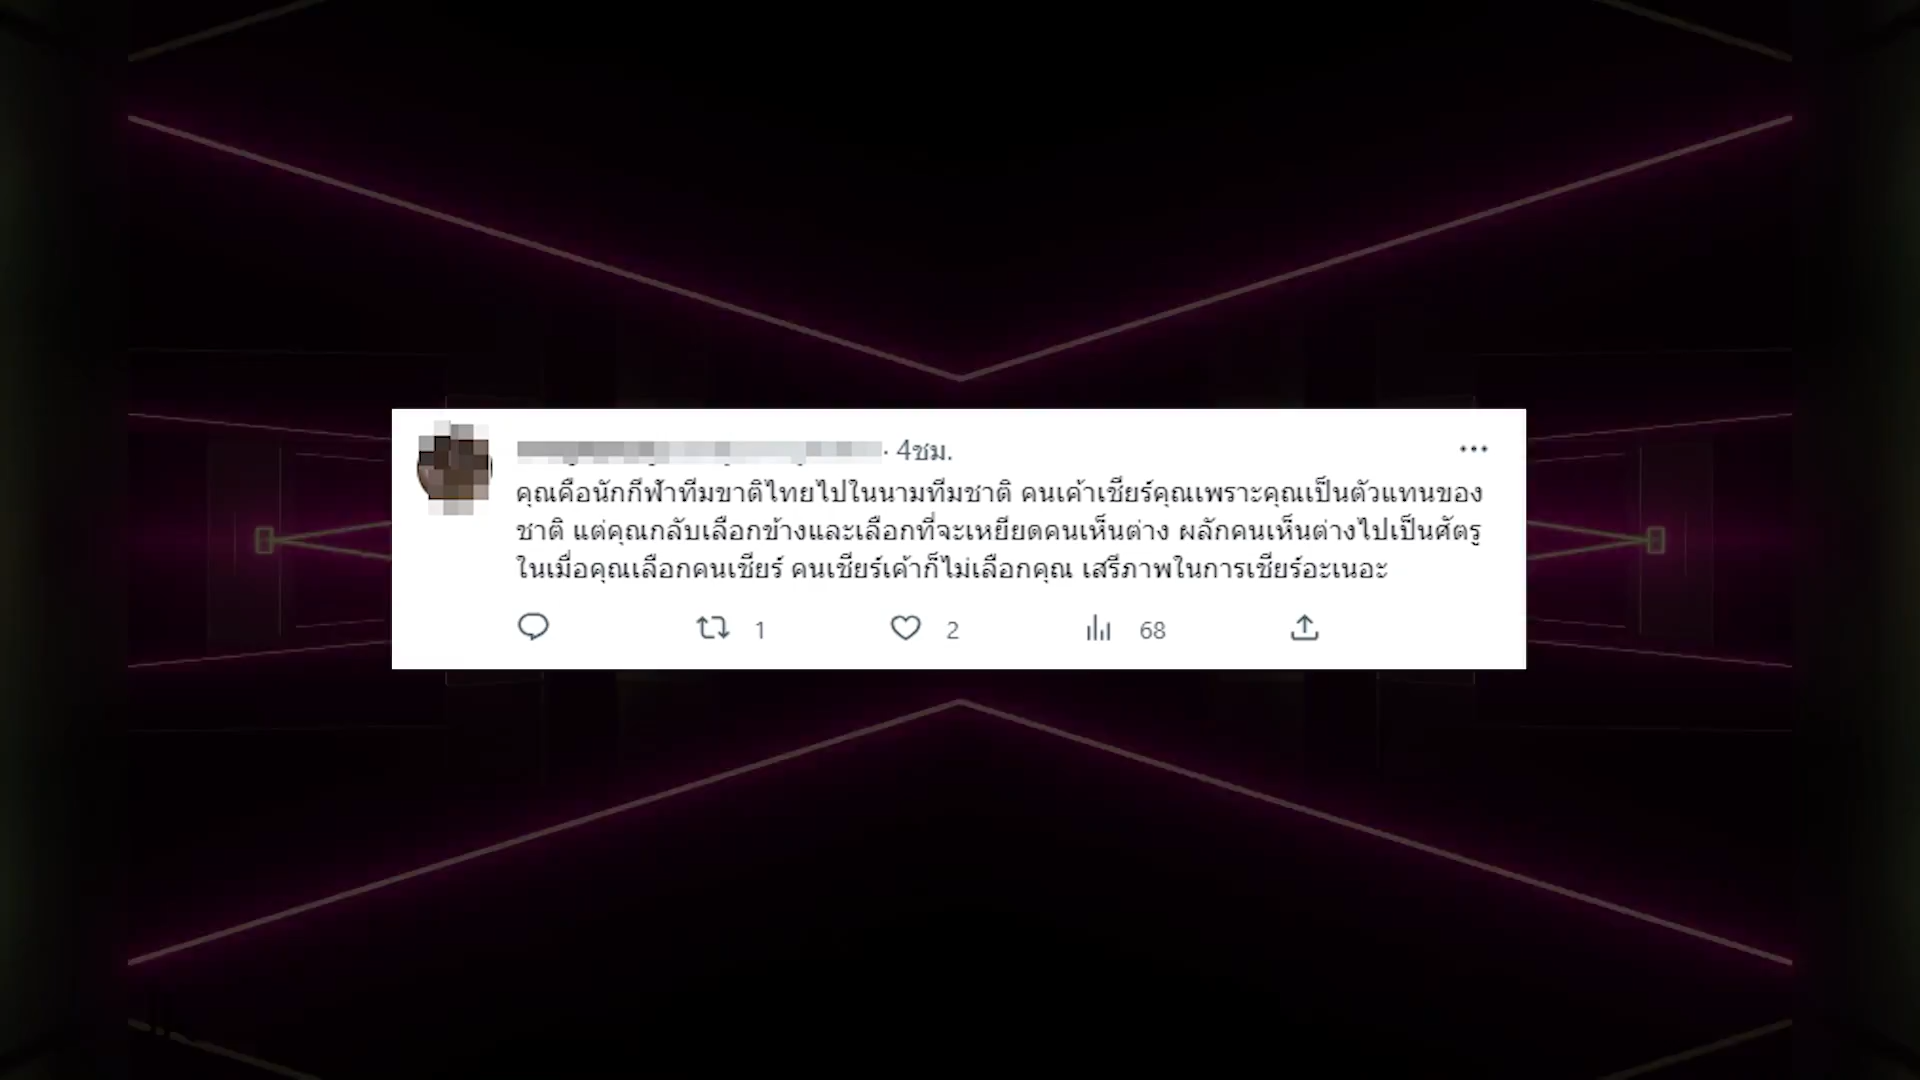 · 4ชม.
คุณคือนักกีฬาทีมขาติไทยไปในนามทีมชาติ คนเค้าเชียร์คุณเพราะคุณเป็นตัวแทนของ
ชาติ แต่คุณกลับเลือกข้างและเลือกที่จะเหยียดคนเห็นต่าง ผลักคนเห็นต่างไปเป็นศัตรู
ในเมื่อคุณเลือกคนเชียร์ คนเชียร์เค้าก็ไม่เลือกคุณ เสรีภาพในการเชียร์อะเนอะ
1 2 68